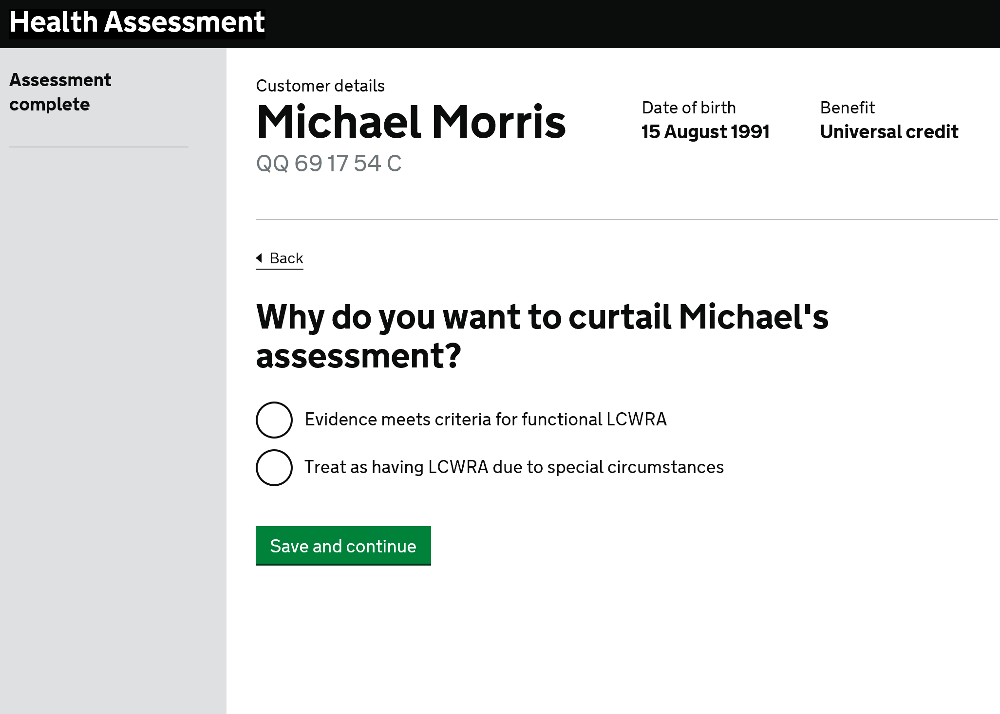 Health Assessment
Assessment
complete
Customer details
Michael Morris
QQ 69 17 54 C
Date of birth
15 August 1991
Benefit
Universal credit
Back
Why do you want to curtail Michael's
assessment?
Evidence meets criteria for functional LCWRA
Treat as having LCWRA due to special circumstances
Save and continue